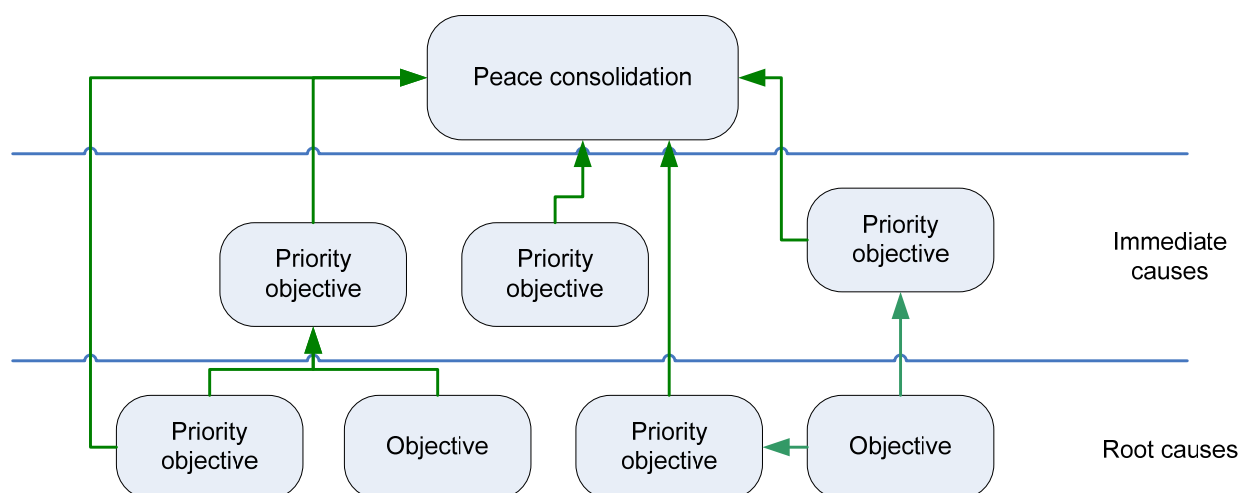 Peace consolidation
Priority
objective
Priority
objective
Priority
objective
Immediate
causes
Priority
objective
Objective
Priority
objective
Objective
Root causes